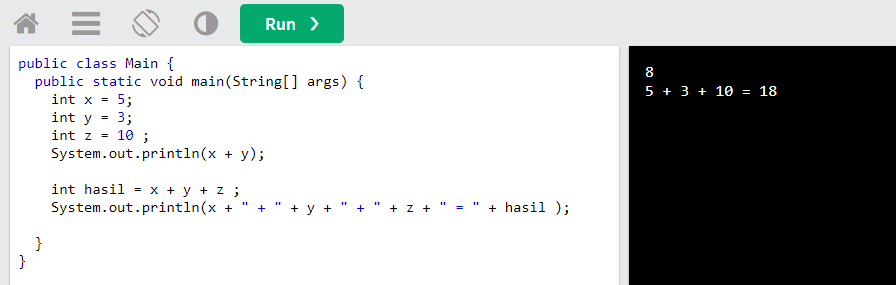 Run ❯
public class Main {
  public static void main(String[] args) {
    int x = 5;
    int y = 3;
    int z = 10 ;
    System.out.println(x + y);

    int hasil = x + y + z ;
    System.out.println(x + " + " + y + " + " + z + " = " + hasil );

  }
}
8
5 + 3 + 10 = 18